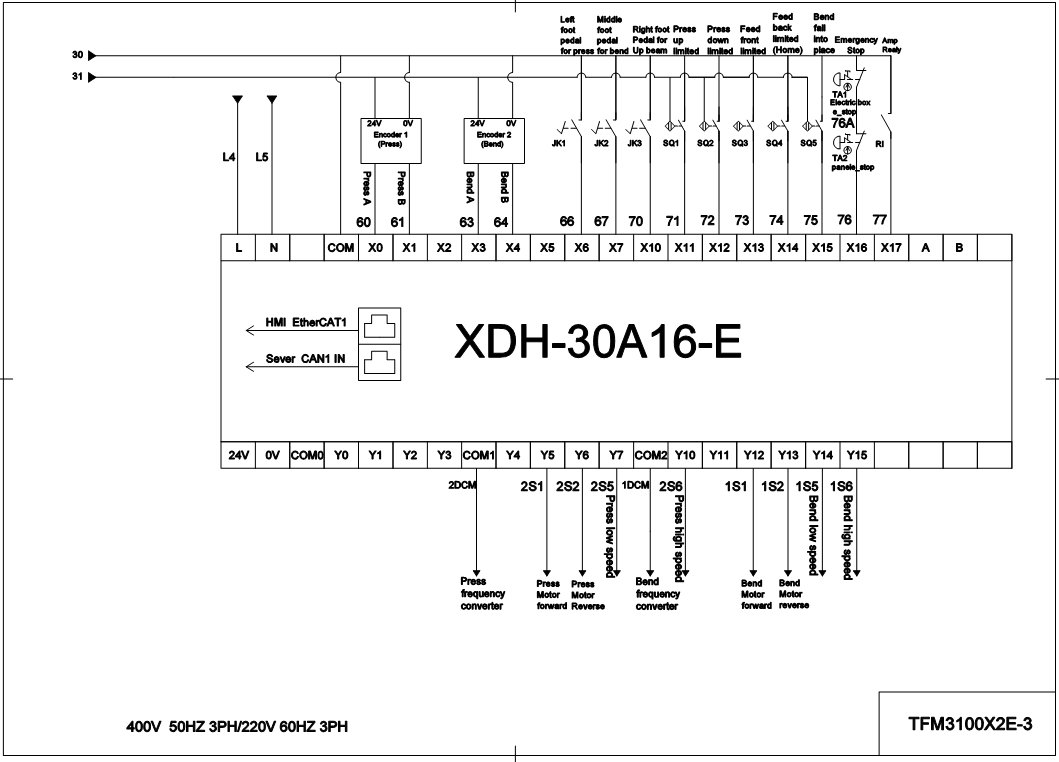 Left foot pedal for press
Middle foot pedal for bend
Right foot Pedal for Up beam
Press up limited
Press down limited
Feed front limited
Feed back limited (Home)
Bend fall into place
Emergency Stop
Amp Realy
30
31
TA1
Electric box
e_stop
76A
TA2
panele_stop
24V 0V
Encoder 1
(Press)
24V 0V
Encoder 2
(Bend)
JK1 JK2 JK3 SQ1 SQ2 SQ3 SQ4 SQ5 RI
L4 L5
Press A
Press B
Bend A
Bend B
60 61 63 64 66 67 70 71 72 73 74 75 76 77
L N COM X0 X1 X2 X3 X4 X5 X6 X7 X10 X11 X12 X13 X14 X15 X16 X17 A B
HMI EtherCAT1
XDH-30A16-E
Sever CAN1 IN
24V 0V COM0 Y0 Y1 Y2 Y3 COM1 Y4 Y5 Y6 Y7 COM2 Y10 Y11 Y12 Y13 Y14 Y15
2DCM 2S1 2S2 2S5 1DCM 2S6 1S1 1S2 1S5 1S6
Press low speed
Press high speed
Bend low speed
Bend high speed
Press frequency converter
Press Motor forward
Press Motor Reverse
Bend frequency converter
Bend Motor forward
Bend Motor reverse
400V 50HZ 3PH/220V 60HZ 3PH
TFM3100X2E-3